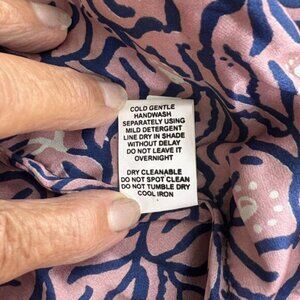 COLD GENTLE
HANDWASH
SEPARATELY USING
MILD DETERGENT
LINE DRY IN SHADE
WITHOUT DELAY
DO NOT LEAVE IT
OVERNIGHT
DRY CLEANABLE
DO NOT SPOT CLEAN
DO NOT TUMBLE DRY
COOL IRON